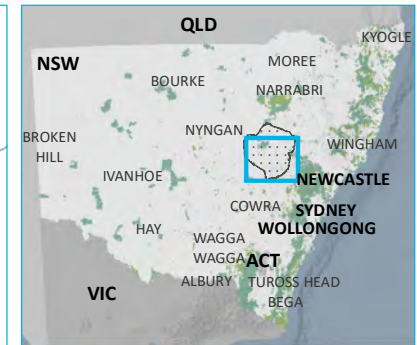 QLD
KYOGLE
NSW
MOREE
BOURKE
NARRABRI
NYNGAN
BROKEN
HILL
WINGHAM
IVANHOE
NEWCASTLE
COWRA
SYDNEY
HAY
WOLLONGONG
WAGGA
WAGGA
ACT
VIC
ALBURY
TUROSS HEAD
BEGA